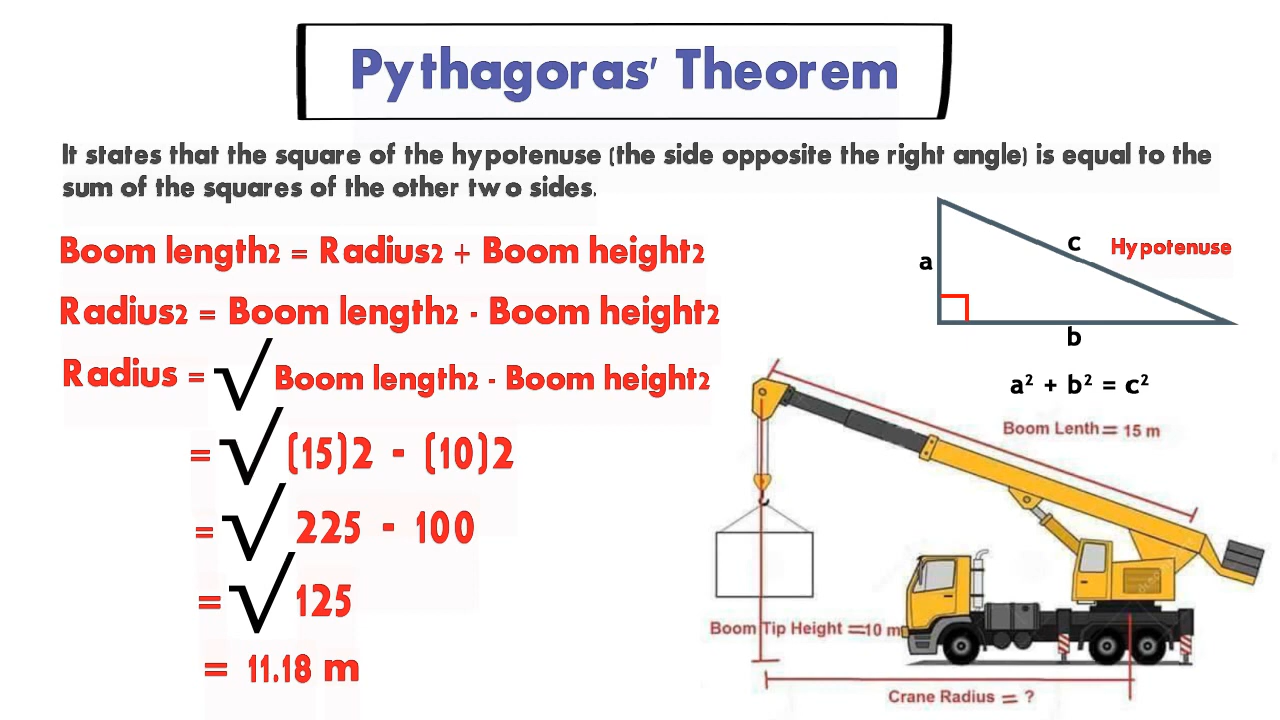 Pythagoras' Theorem
It states that the square of the hypotenuse (the side opposite the right angle) is equal to the
sum of the squares of the other two sides.
Boom length2 = Radius2 + Boom height2
Radius2 = Boom length2 - Boom height2
Radius = √ Boom length2 - Boom height2
= √ (15)2 - (10)2
= √ 225 - 100
= √ 125
= 11.18 m
a
c
Hypotenuse
b
a² + b² = c²
Boom Lenth = 15 m
Boom Tip Height =10 m
Crane Radius = ?